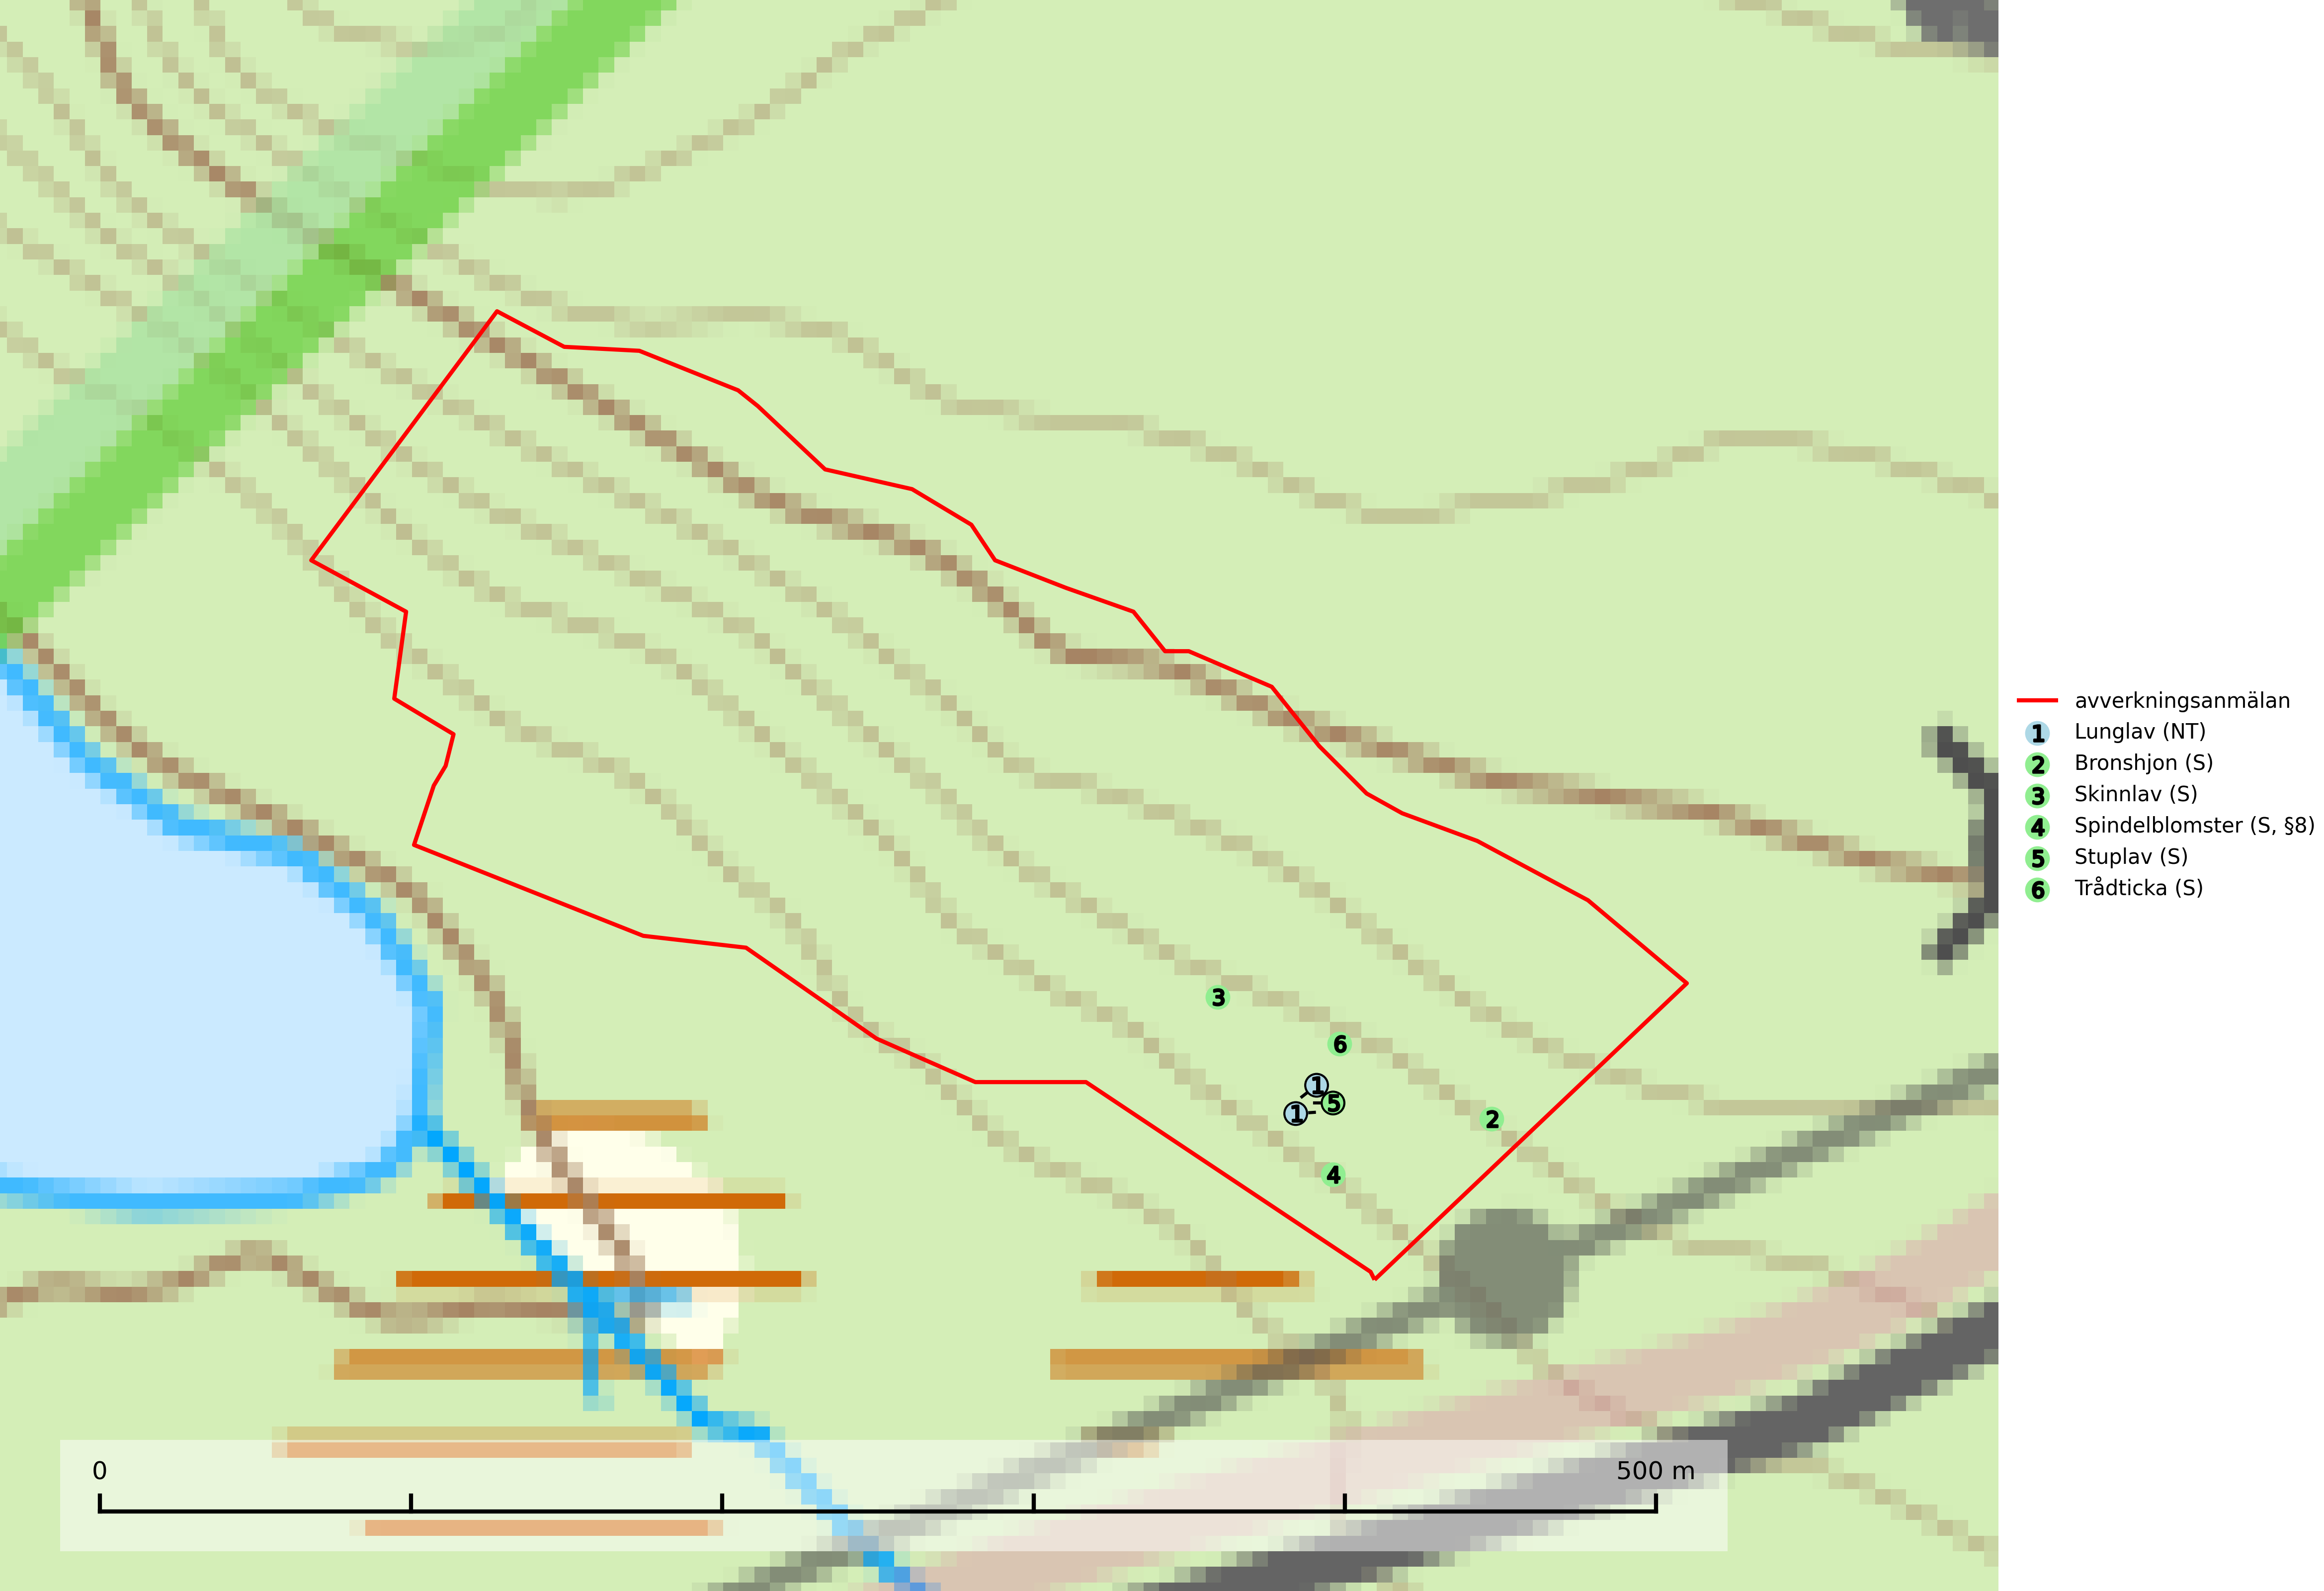 avverkningsanmälan
1 Lunglav (NT)
2 Bronshjon (S)
3 Skinnlav (S)
4 Spindelblomster (S, §8)
5 Stuplav (S)
6 Trådticka (S)
3
6
1
1 5
2
4
0 500 m